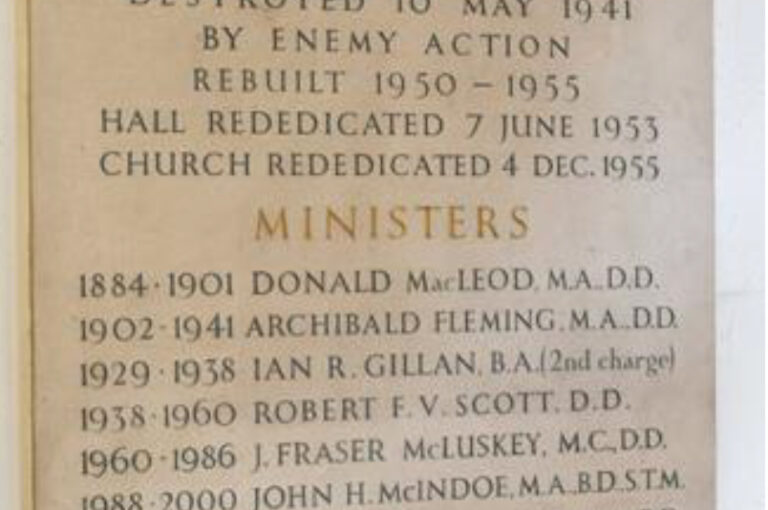 DESTROYED 10 MAY 1941
BY ENEMY ACTION
REBUILT 1950 – 1955
HALL REDEDICATED 7 JUNE 1953
CHURCH REDEDICATED 4 DEC. 1955
MINISTERS
1884 · 1901 DONALD MacLEOD, M.A., D.D.
1902 · 1941 ARCHIBALD FLEMING, M.A., D.D.
1929 · 1938 IAN R. GILLAN, B.A. (2nd charge)
1938 · 1960 ROBERT F. V. SCOTT, D.D.
1960 · 1986 J. FRASER McLUSKEY, M.C., D.D.
1988 · 2000 JOHN H. McINDOE, M.A., B.D., S.T.M.